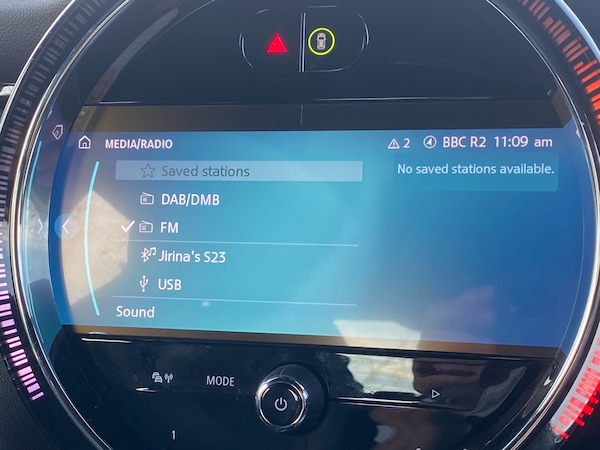 MEDIA/RADIO 2 BBC R2 11:09 am
Saved stations
No saved stations available.
DAB/DMB
FM
Jirina's S23
USB
Sound
MODE
1